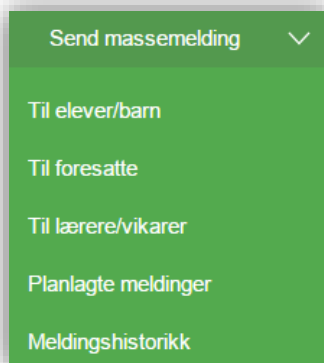 Send massemelding
Til elever/barn
Til foresatte
Til lærere/vikarer
Planlagte meldinger
Meldingshistorikk